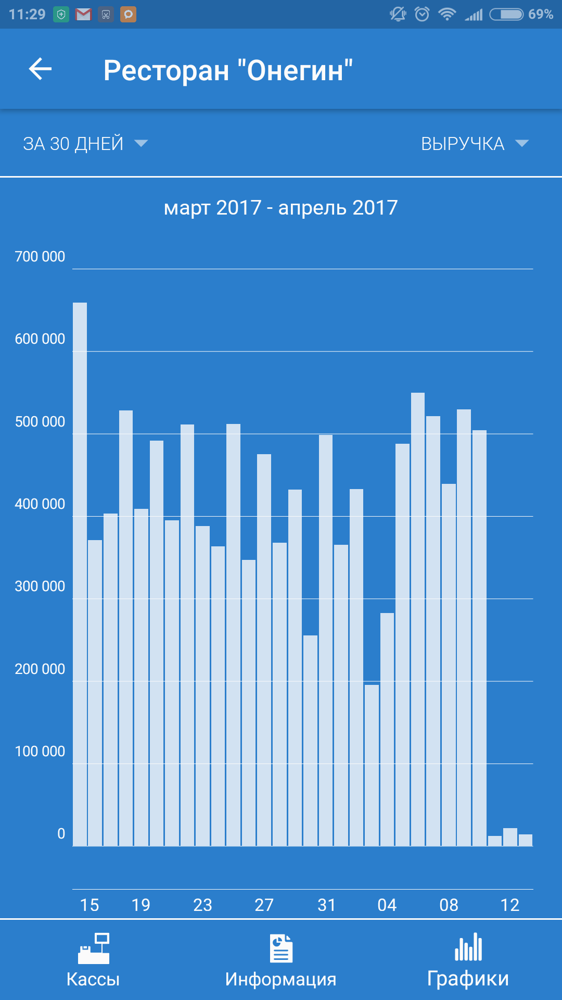 11:29 69%
Ресторан "Онегин"
ЗА 30 ДНЕЙ ВЫРУЧКА
март 2017 - апрель 2017
700 000
600 000
500 000
400 000
300 000
200 000
100 000
0
15 19 23 27 31 04 08 12
Кассы Информация Графики